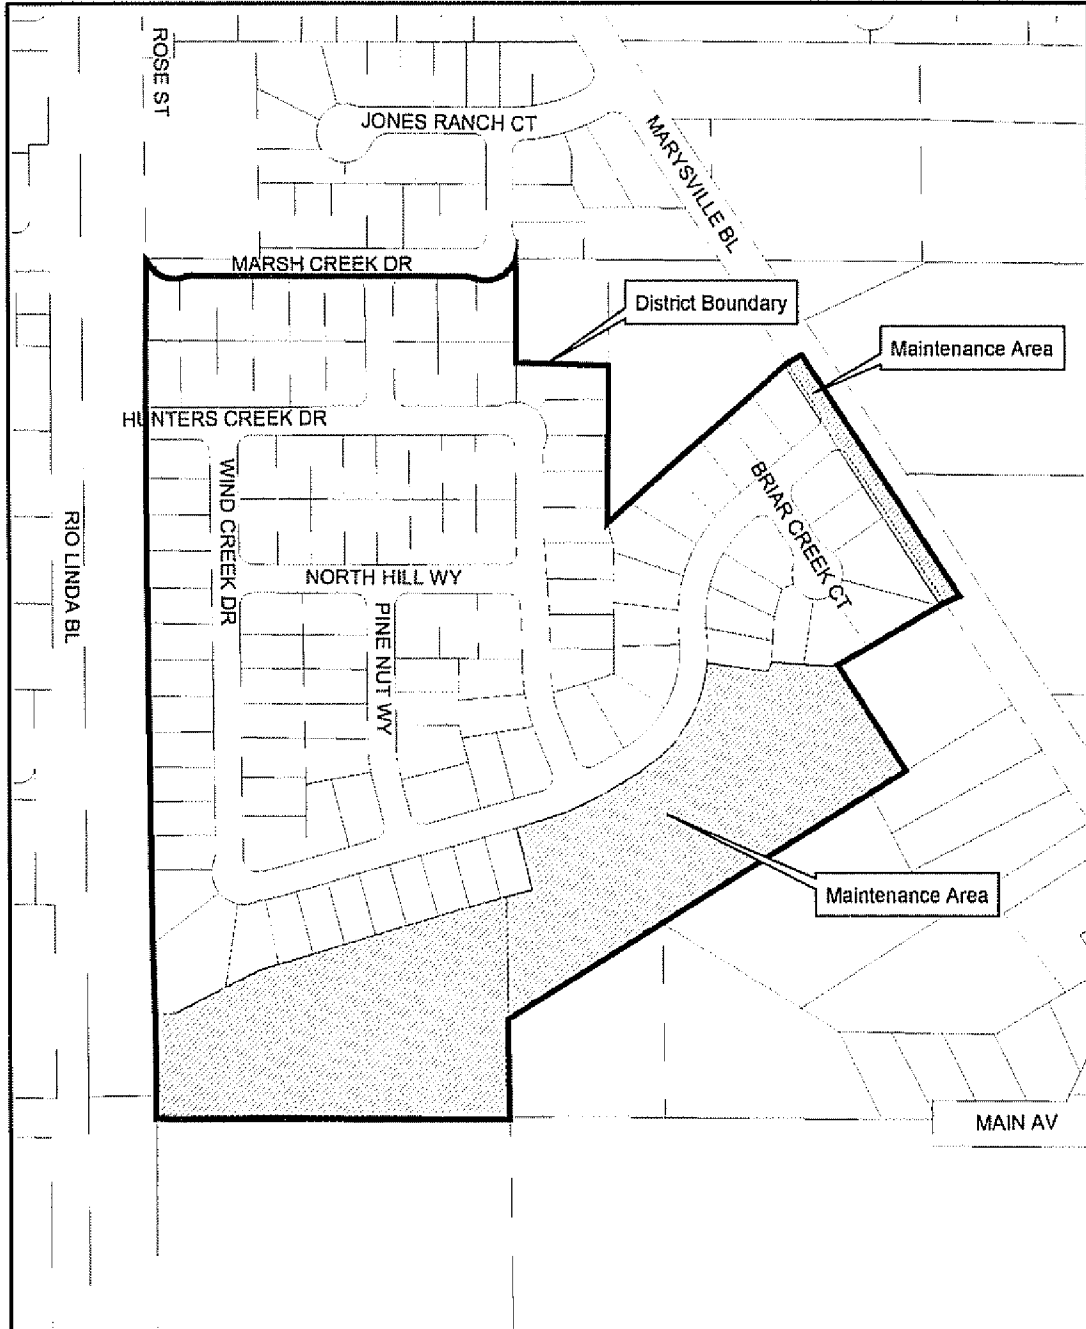 ROSE ST
JONES RANCH CT
MARYSVILLE BL
MARSH CREEK DR
District Boundary
Maintenance Area
HUNTERS CREEK DR
WIND CREEK DR
BRIAR CREEK CT
RIO LINDA BL
NORTH HILL WY
PINE NUT WY
Maintenance Area
MAIN AV